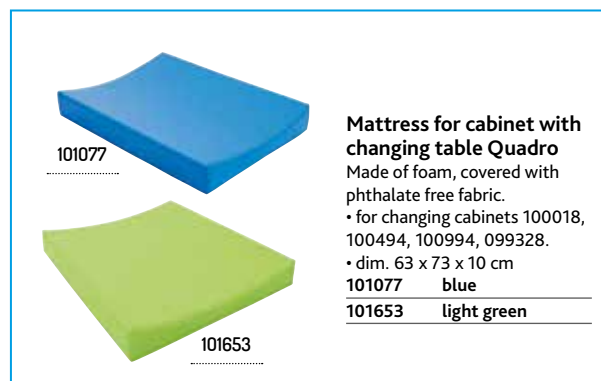 101077
101653
Mattress for cabinet with
changing table Quadro
Made of foam, covered with
phthalate free fabric.
• for changing cabinets 100018,
100494, 100994, 099328.
• dim. 63 x 73 x 10 cm
101077 blue
101653 light green